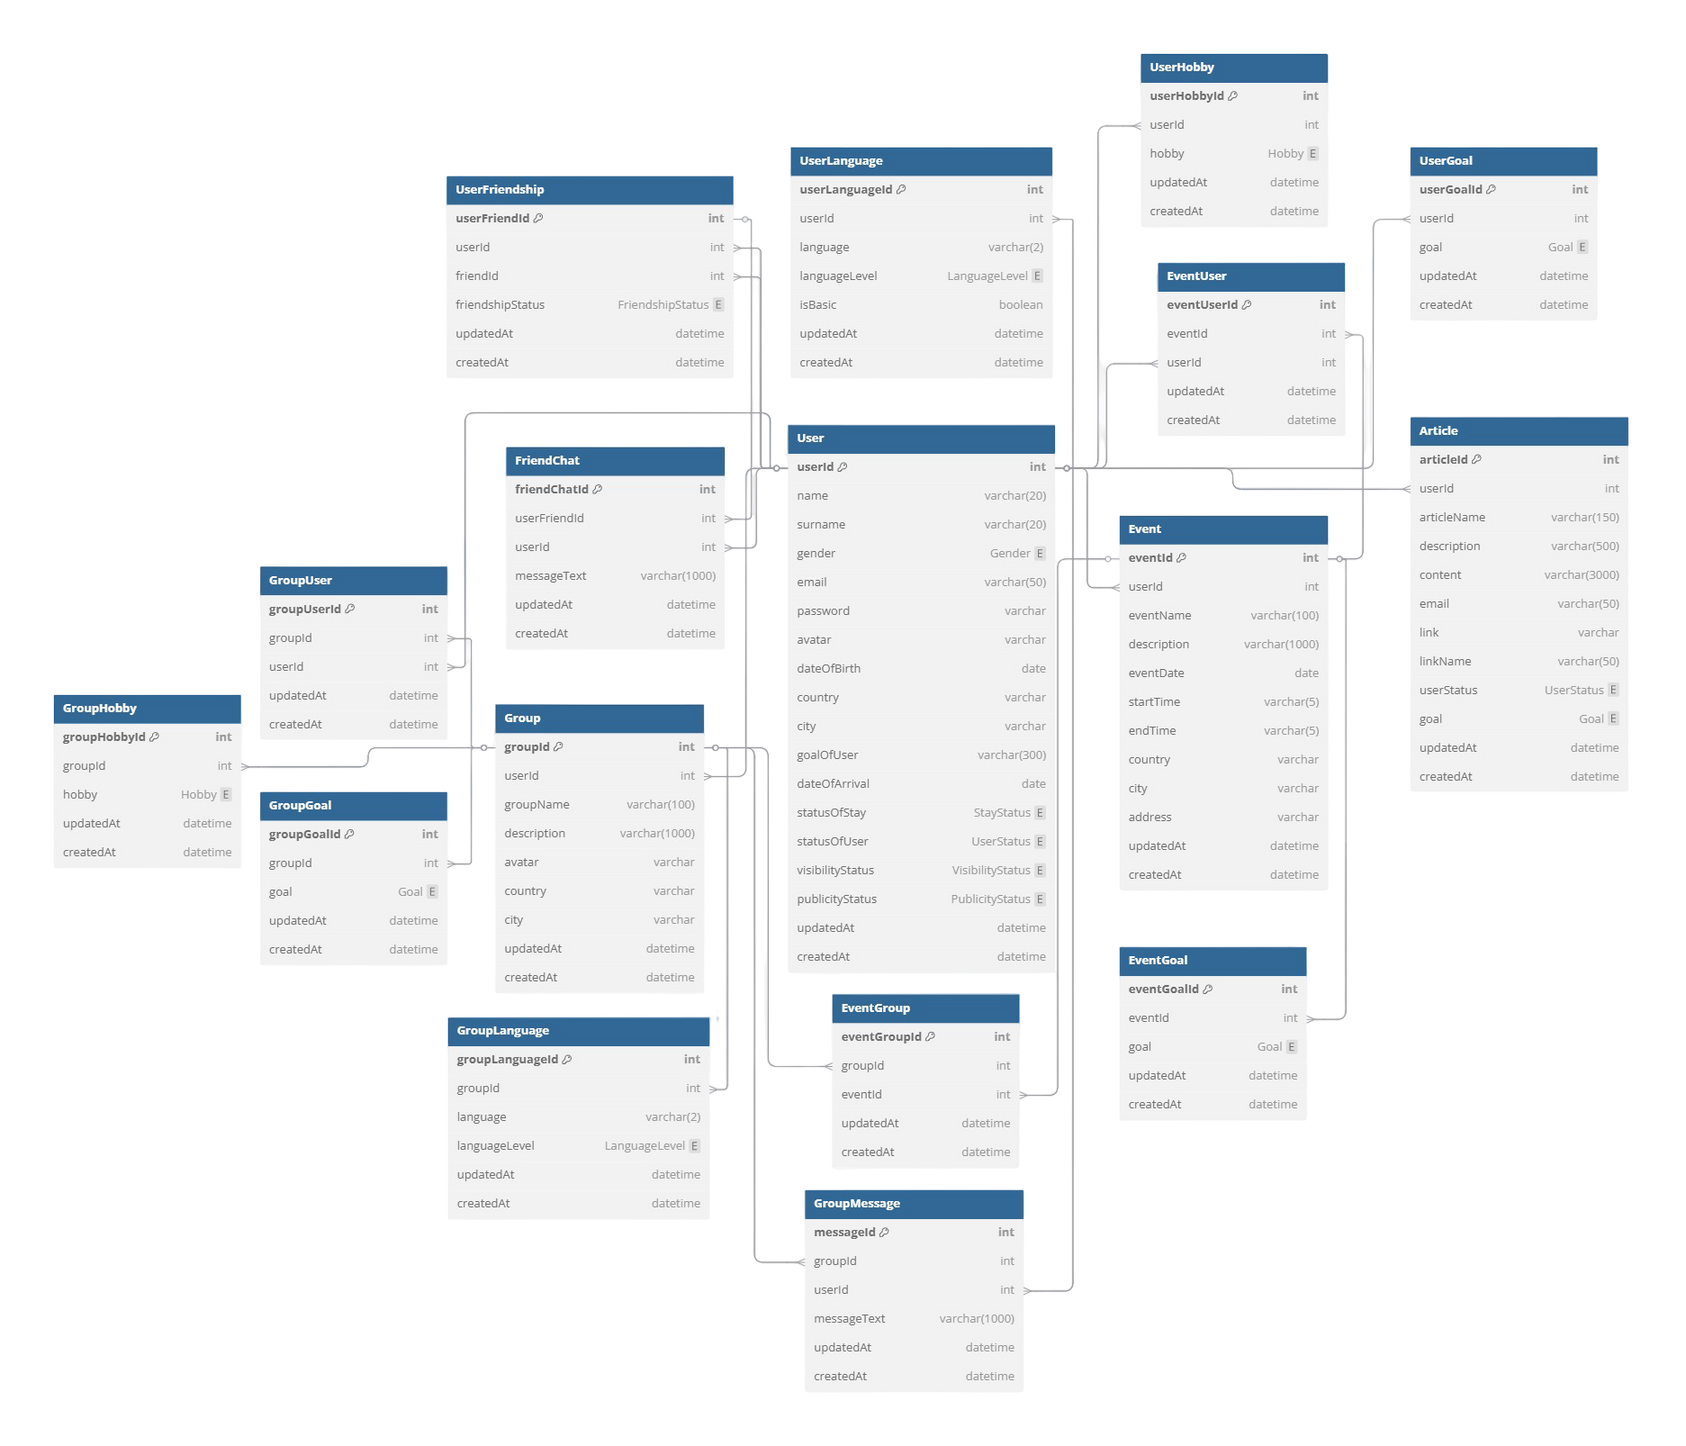 UserHobby
userHobbyId int
userId int
hobby Hobby E
updatedAt datetime
createdAt datetime
UserLanguage
userLanguageId int
userId int
language varchar(2)
languageLevel LanguageLevel E
isBasic boolean
updatedAt datetime
createdAt datetime
UserGoal
userGoalId int
userId int
goal Goal E
updatedAt datetime
createdAt datetime
UserFriendship
userFriendId int
userId int
friendId int
friendshipStatus FriendshipStatus E
updatedAt datetime
createdAt datetime
EventUser
eventUserId int
eventId int
userId int
updatedAt datetime
createdAt datetime
Article
articleId int
userId int
articleName varchar(150)
description varchar(500)
content varchar(3000)
email varchar(50)
link varchar
linkName varchar(50)
userStatus UserStatus E
goal Goal E
updatedAt datetime
createdAt datetime
User
userId int
name varchar(20)
surname varchar(20)
gender Gender E
email varchar(50)
password varchar
avatar varchar
dateOfBirth date
country varchar
city varchar
goalOfUser varchar(300)
dateOfArrival date
statusOfStay StayStatus E
statusOfUser UserStatus E
visibilityStatus VisibilityStatus E
publicityStatus PublicityStatus E
updatedAt datetime
createdAt datetime
FriendChat
friendChatId int
userFriendId int
userId int
messageText varchar(1000)
updatedAt datetime
createdAt datetime
Event
eventId int
userId int
eventName varchar(100)
description varchar(1000)
eventDate date
startTime varchar(5)
endTime varchar(5)
country varchar
city varchar
address varchar
updatedAt datetime
createdAt datetime
GroupUser
groupUserId int
groupId int
userId int
updatedAt datetime
createdAt datetime
GroupHobby
groupHobbyId int
groupId int
hobby Hobby E
updatedAt datetime
createdAt datetime
Group
groupId int
userId int
groupName varchar(100)
description varchar(1000)
avatar varchar
country varchar
city varchar
updatedAt datetime
createdAt datetime
GroupGoal
groupGoalId int
groupId int
goal Goal E
updatedAt datetime
createdAt datetime
EventGoal
eventGoalId int
eventId int
goal Goal E
updatedAt datetime
createdAt datetime
EventGroup
eventGroupId int
groupId int
eventId int
updatedAt datetime
createdAt datetime
GroupLanguage
groupLanguageId int
groupId int
language varchar(2)
languageLevel LanguageLevel E
updatedAt datetime
createdAt datetime
GroupMessage
messageId int
groupId int
userId int
messageText varchar(1000)
updatedAt datetime
createdAt datetime